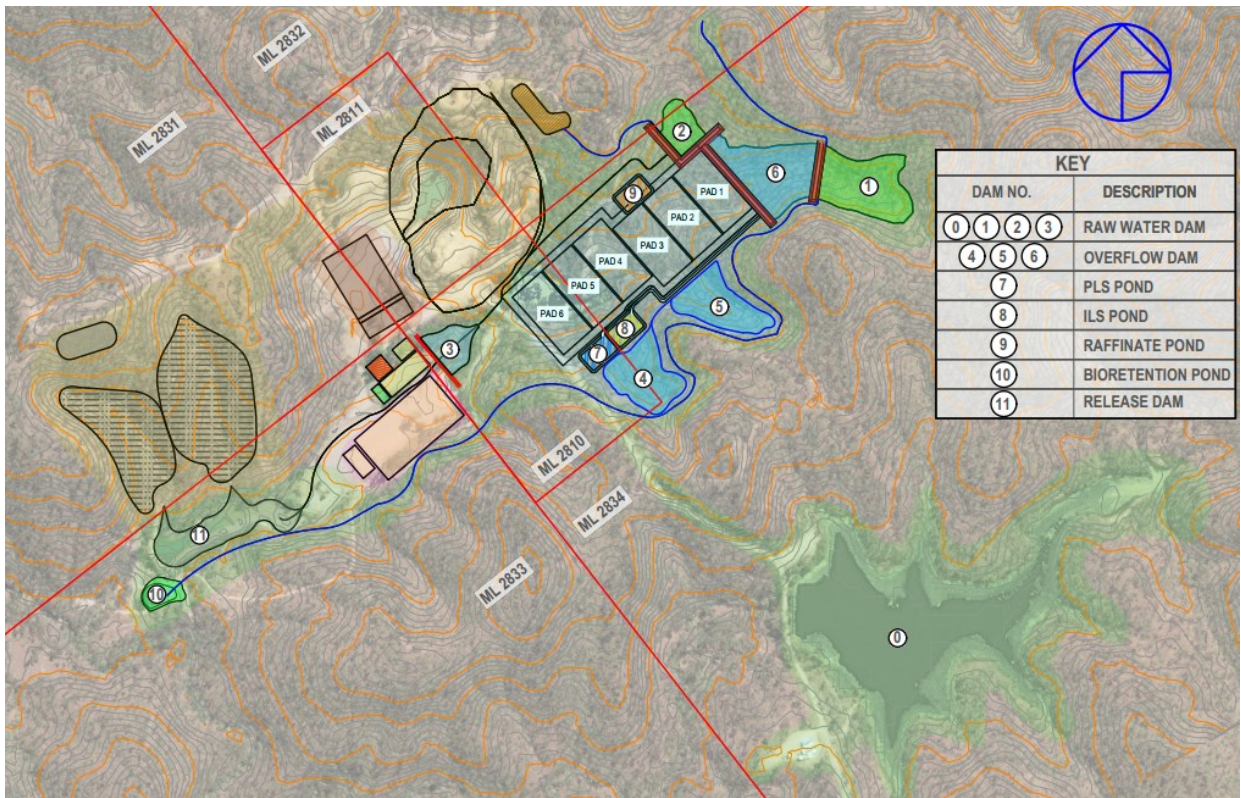 ML 2832
ML 2811
ML 2831
2
1
6
9
PAD 1
PAD 2
PAD 3
PAD 4
PAD 5
PAD 6
5
8
7
3
4
ML 2810
ML 2834
ML 2833
11
10
0
KEY
DAM NO. DESCRIPTION
0 1 2 3 RAW WATER DAM
4 5 6 OVERFLOW DAM
7 PLS POND
8 ILS POND
9 RAFFINATE POND
10 BIORETENTION POND
11 RELEASE DAM